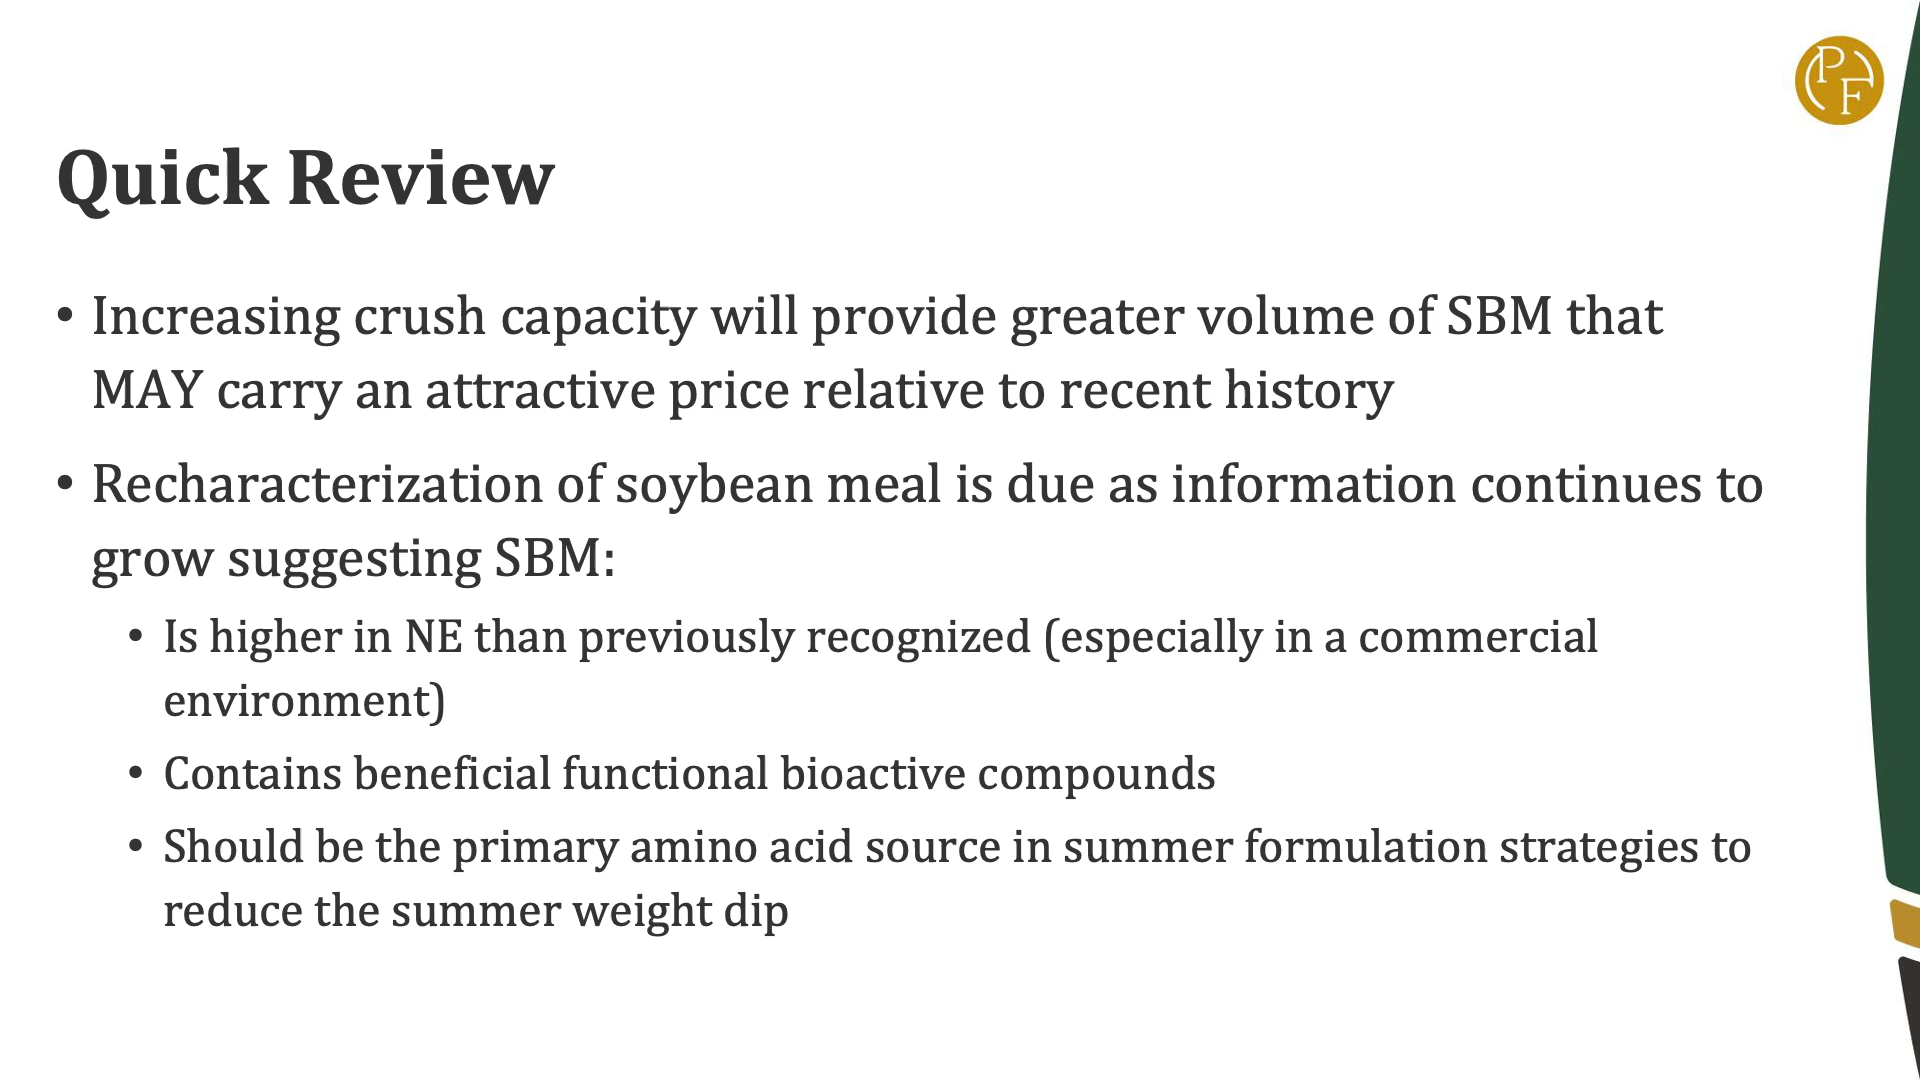 P
F
Quick Review
• Increasing crush capacity will provide greater volume of SBM that
MAY carry an attractive price relative to recent history
• Recharacterization of soybean meal is due as information continues to
grow suggesting SBM:
• Is higher in NE than previously recognized (especially in a commercial
environment)
• Contains beneficial functional bioactive compounds
• Should be the primary amino acid source in summer formulation strategies to
reduce the summer weight dip